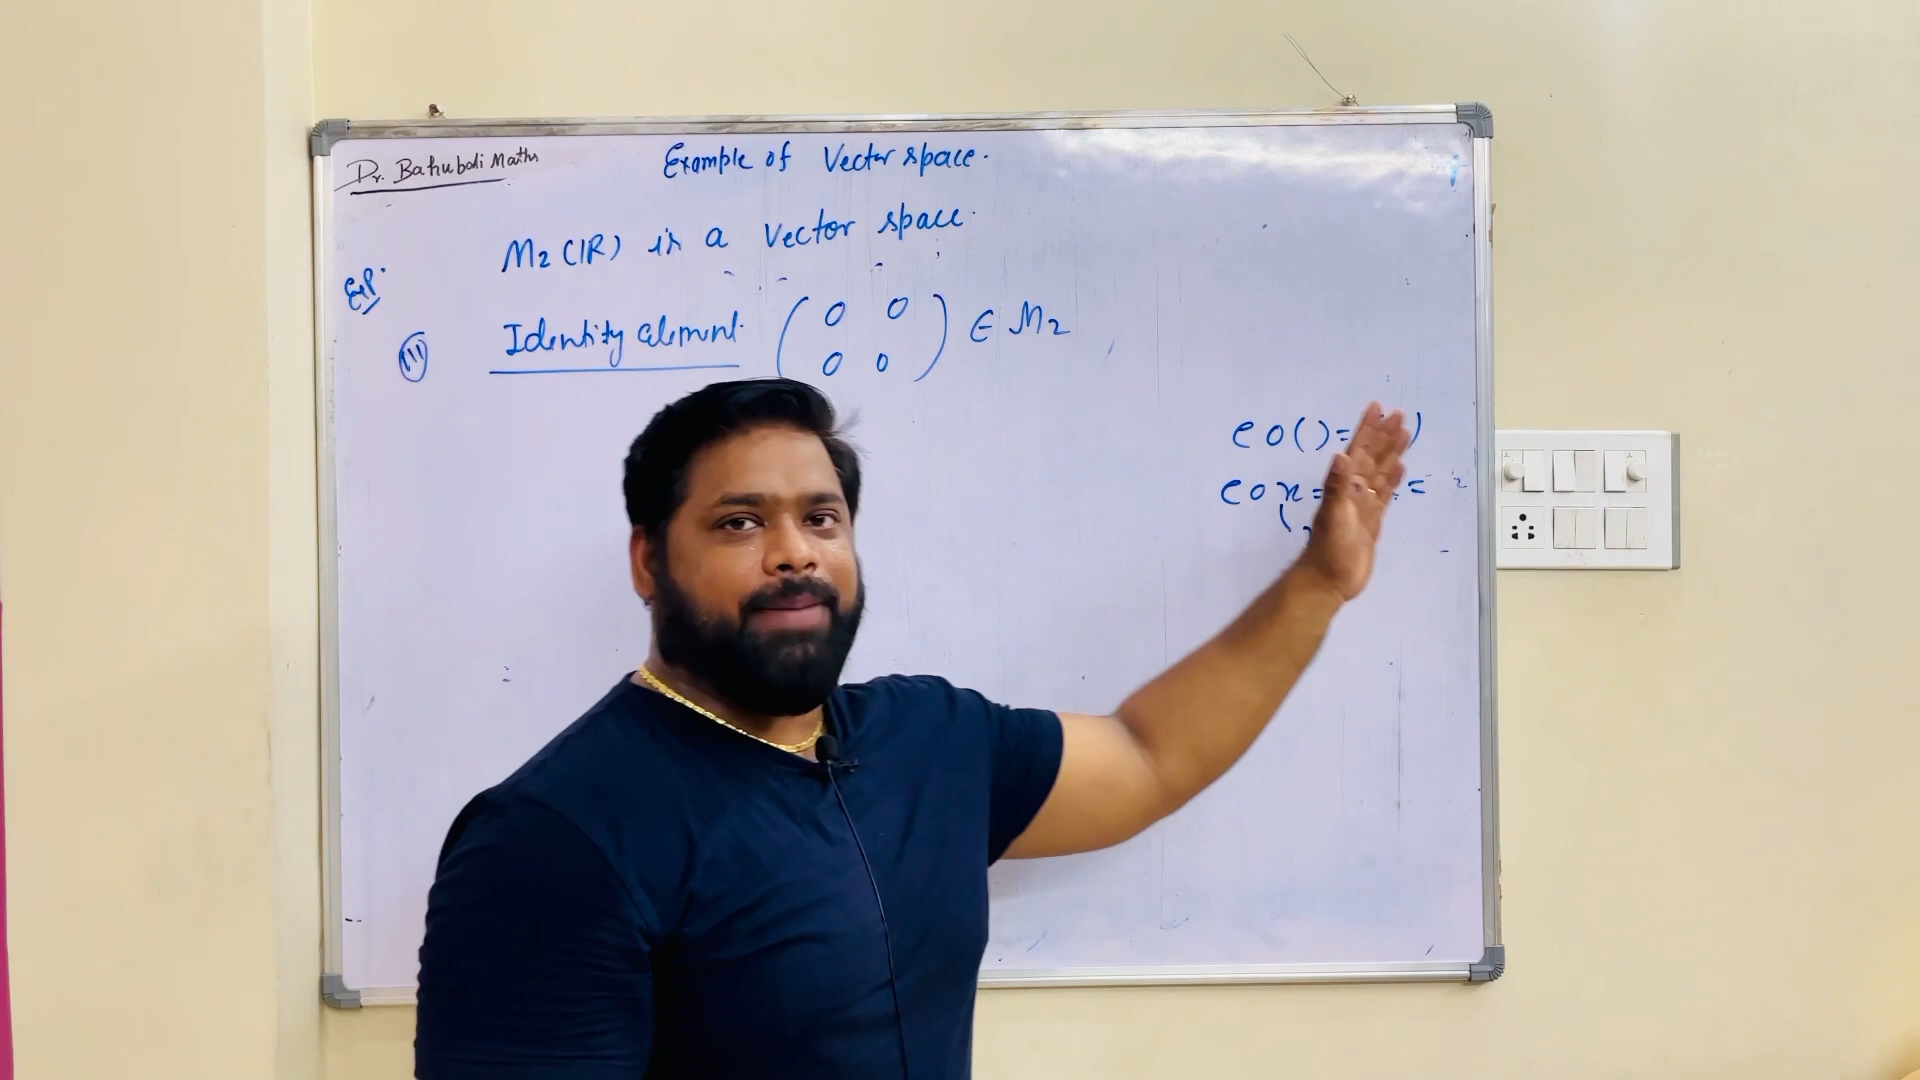 Dr. Bahubali Maths
Example of Vector space.
M2 (IR) is a Vector space.
Exp.
(III) Identity element. ( 0 0 ) ∈ M2
0 0
e o ( ) = )
e o x = =